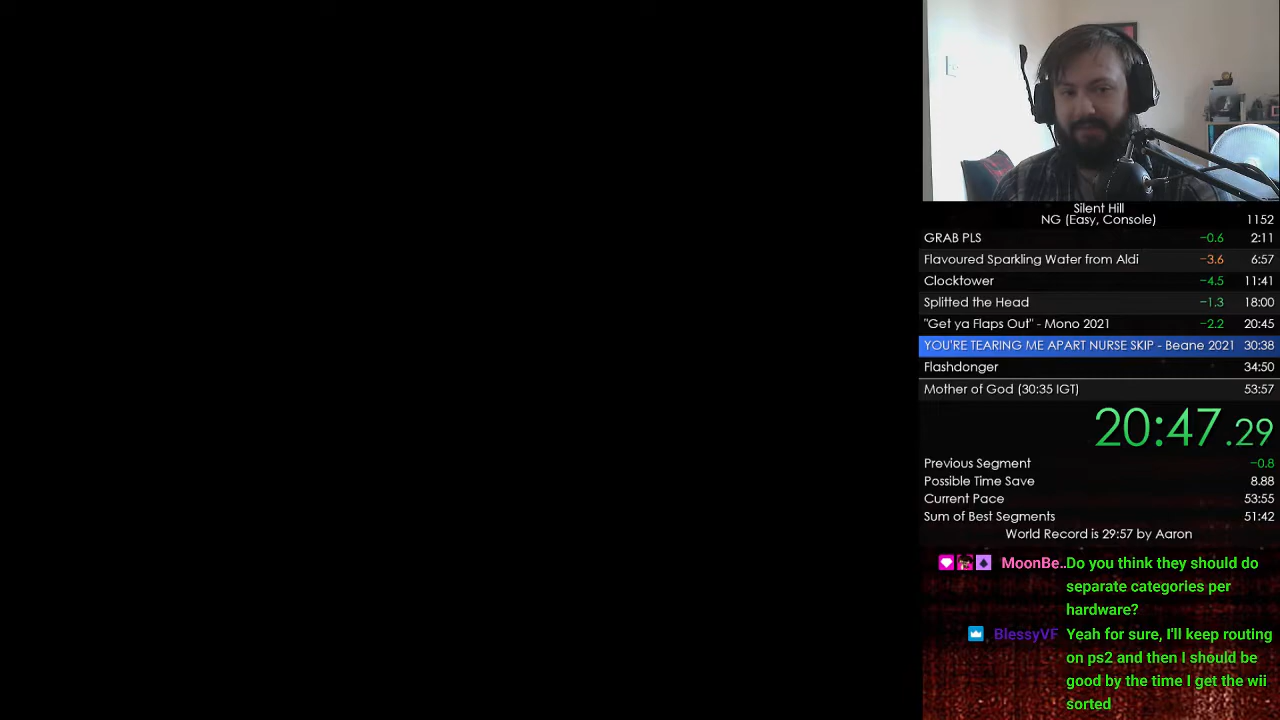 Silent Hill
NG (Easy, Console) 1152
GRAB PLS −0.6 2:11
Flavoured Sparkling Water from Aldi −3.6 6:57
Clocktower −4.5 11:41
Splitted the Head −1.3 18:00
"Get ya Flaps Out" - Mono 2021 −2.2 20:45
YOU'RE TEARING ME APART NURSE SKIP - Beane 2021 30:38
Flashdonger 34:50
Mother of God (30:35 IGT) 53:57
20:47.29
Previous Segment −0.8
Possible Time Save 8.88
Current Pace 53:55
Sum of Best Segments 51:42
World Record is 29:57 by Aaron
MoonBe.. Do you think they should do
separate categories per
hardware?
BlessyVF Yeah for sure, I'll keep routing
on ps2 and then I should be
good by the time I get the wii
sorted